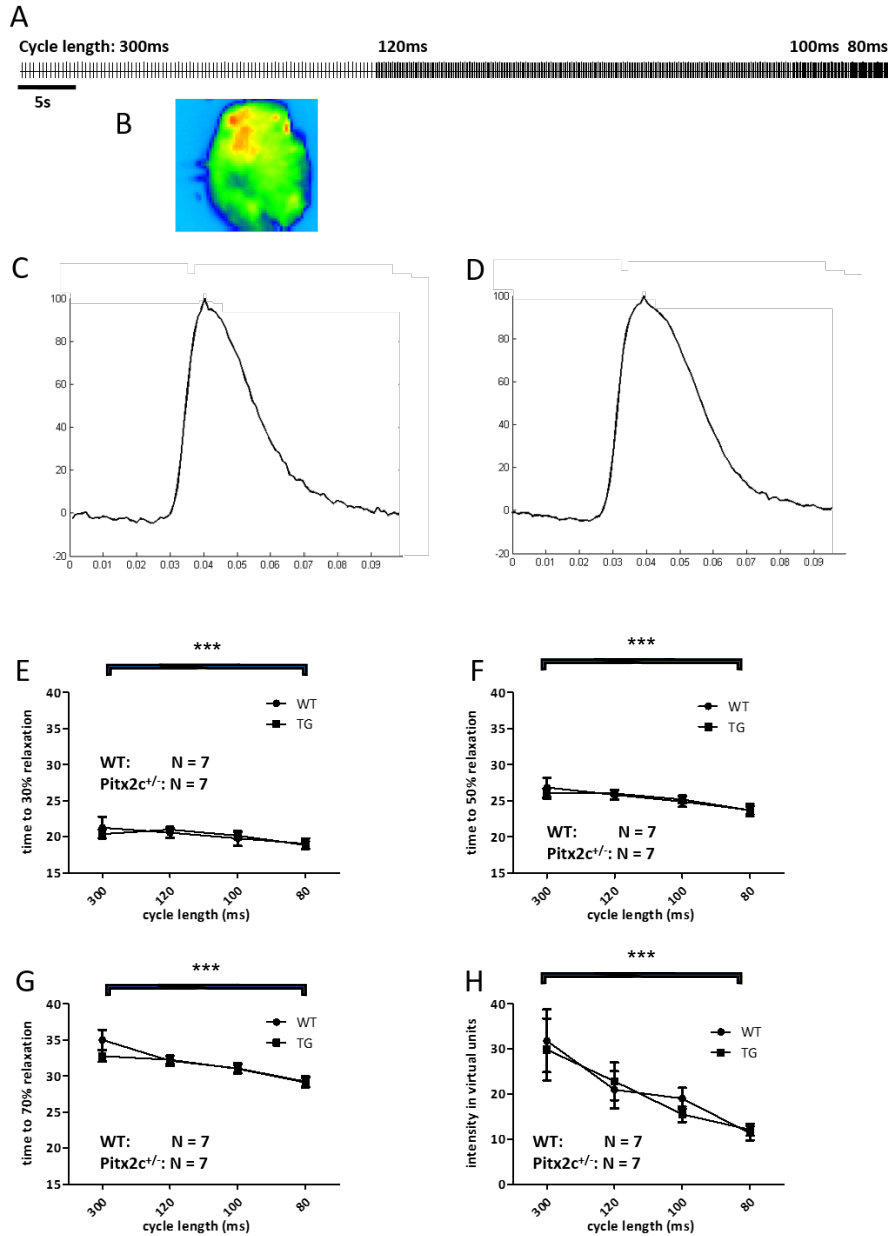 A
Cycle length: 300ms 120ms 100ms 80ms
5s
B
C
100
80
60
40
20
0
-20
0 0.01 0.02 0.03 0.04 0.05 0.06 0.07 0.08 0.09
D
100
80
60
40
20
0
-20
0 0.01 0.02 0.03 0.04 0.05 0.06 0.07 0.08 0.09
E
***
time to 30% relaxation
40
35
30
25
20
15
WT
TG
WT: N = 7
Pitx2c+/-: N = 7
300 120 100 80
cycle length (ms)
F
***
time to 50% relaxation
40
35
30
25
20
15
WT
TG
WT: N = 7
Pitx2c+/-: N = 7
300 120 100 80
cycle length (ms)
G
***
time to 70% relaxation
40
35
30
25
20
15
WT
TG
WT: N = 7
Pitx2c+/-: N = 7
300 120 100 80
cycle length (ms)
H
***
intensity in virtual units
40
30
20
10
0
WT
TG
WT: N = 7
Pitx2c+/-: N = 7
300 120 100 80
cycle length (ms)